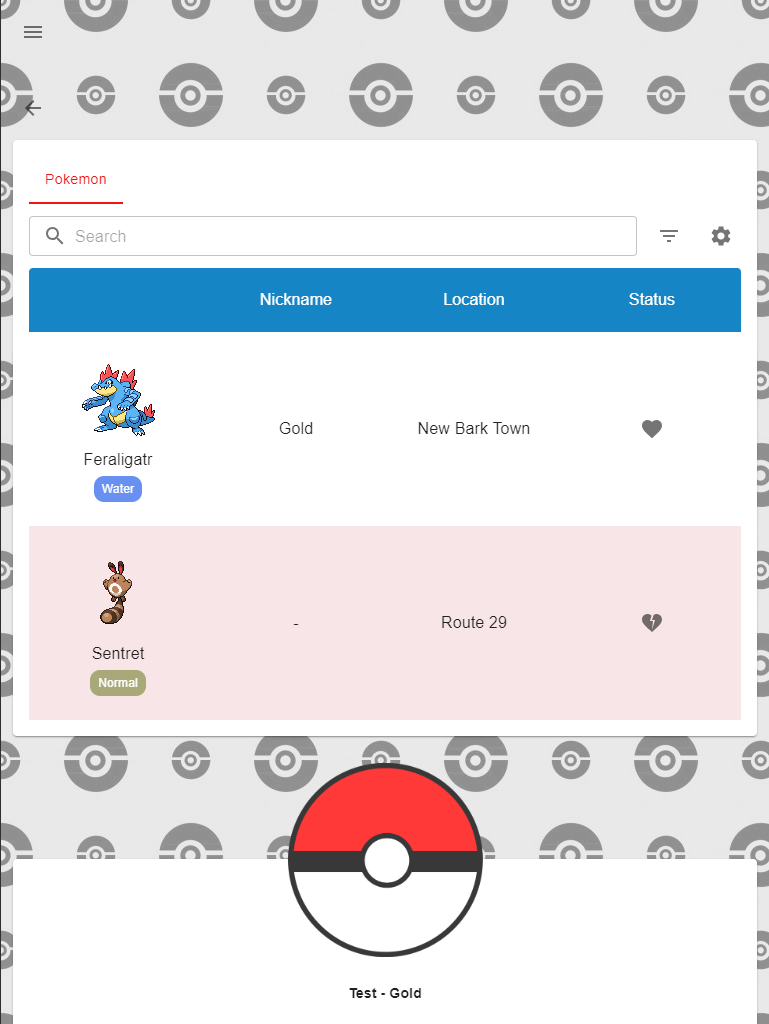 Pokemon
Search
Nickname Location Status
Gold New Bark Town
Feraligatr
Water
- Route 29
Sentret
Normal
Test - Gold